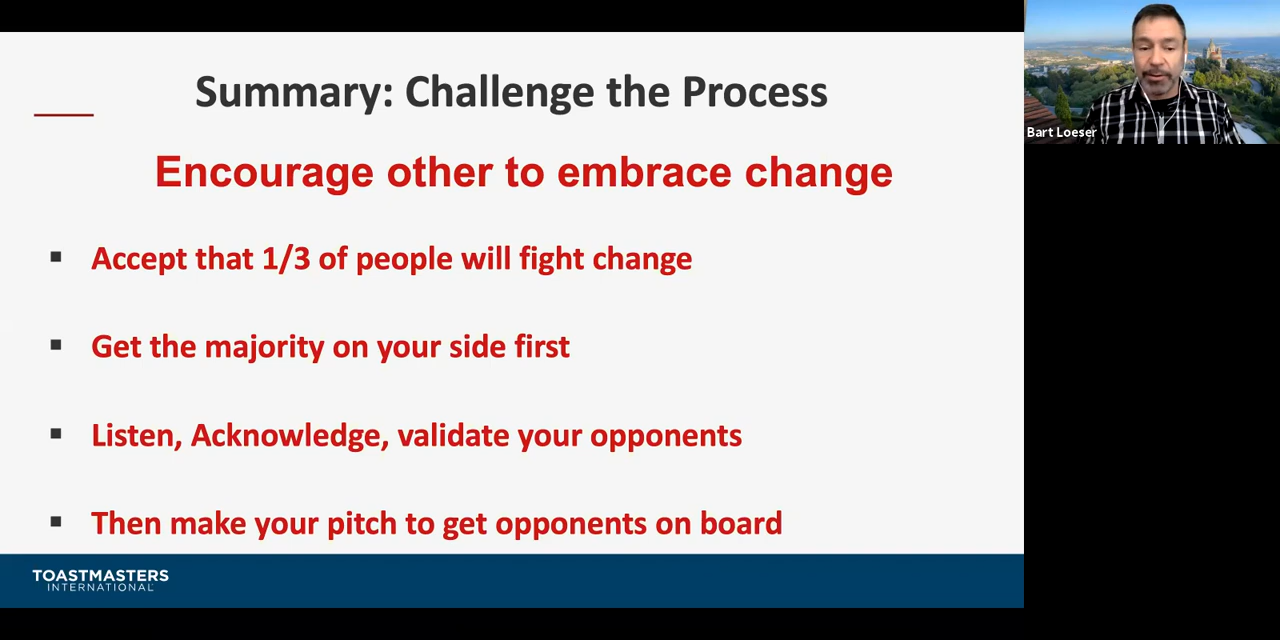 Summary: Challenge the Process
Encourage other to embrace change
▪ Accept that 1/3 of people will fight change
▪ Get the majority on your side first
▪ Listen, Acknowledge, validate your opponents
▪ Then make your pitch to get opponents on board
TOASTMASTERS
INTERNATIONAL
Bart Loeser